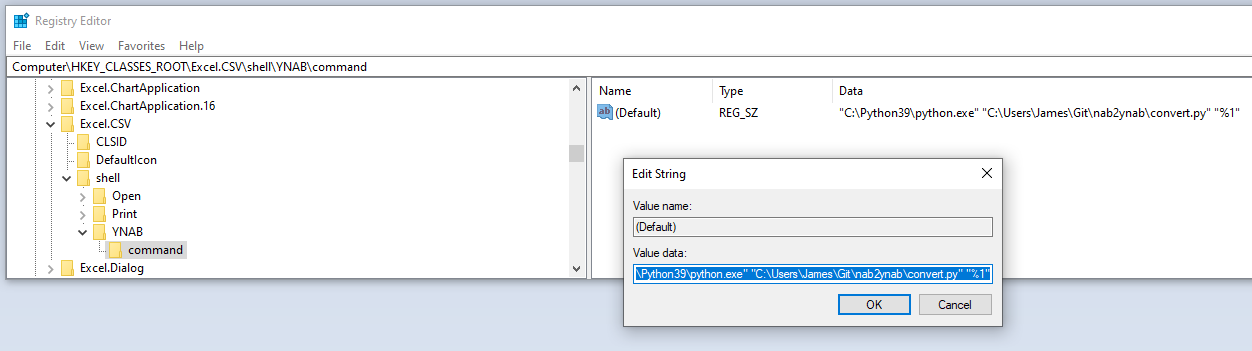 Registry Editor
File Edit View Favorites Help
Computer\HKEY_CLASSES_ROOT\Excel.CSV\shell\YNAB\command
Excel.ChartApplication
Excel.ChartApplication.16
Excel.CSV
CLSID
DefaultIcon
shell
Open
Print
YNAB
command
Excel.Dialog
Name Type Data
ab (Default) REG_SZ "C:\Python39\python.exe" "C:\Users\James\Git\nab2ynab\convert.py" "%1"
Edit String
Value name:
(Default)
Value data:
\Python39\python.exe" "C:\Users\James\Git\nab2ynab\convert.py" "%1"
OK Cancel